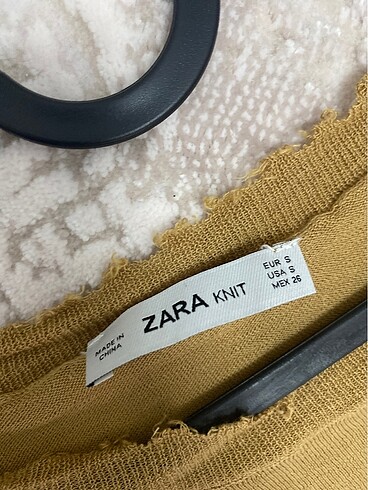 MADE IN
CHINA
ZARA KNIT
EUR S
USA S
MEX 26